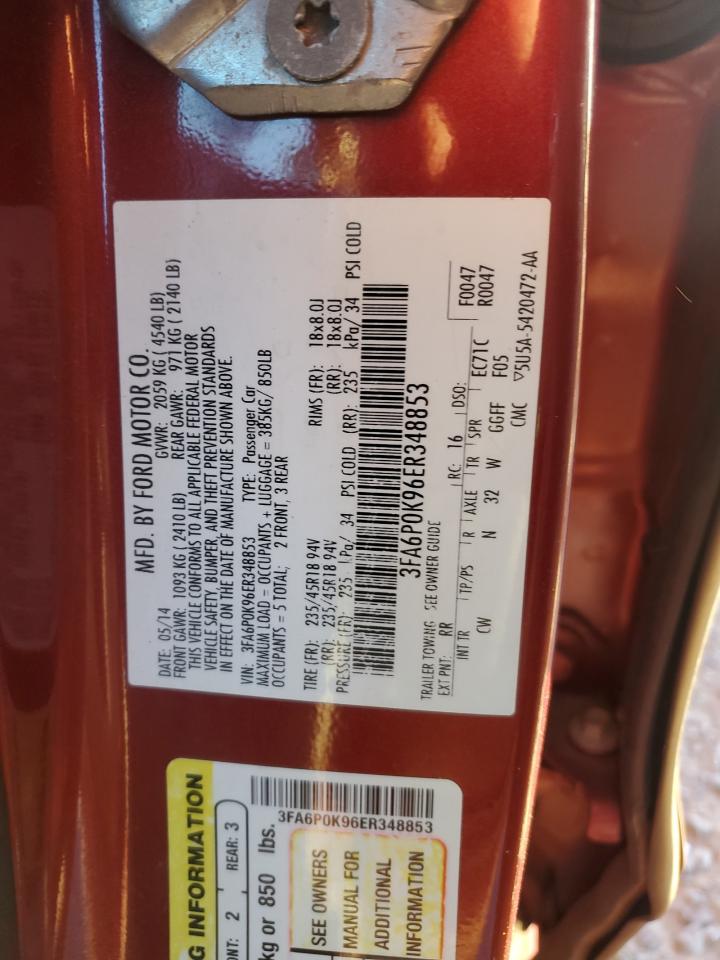 MFD. BY FORD MOTOR CO.
DATE: 05/14 GVWR: 2059 KG ( 4540 LB)
FRONT GAWR: 1093 KG ( 2410 LB) REAR GAWR: 971 KG ( 2140 LB)
THIS VEHICLE CONFORMS TO ALL APPLICABLE FEDERAL MOTOR
VEHICLE SAFETY, BUMPER, AND THEFT PREVENTION STANDARDS
IN EFFECT ON THE DATE OF MANUFACTURE SHOWN ABOVE.
VIN: 3FA6P0K96ER348853 TYPE: Passenger Car
MAXIMUM LOAD = OCCUPANTS + LUGGAGE = 385KG/ 850LB
OCCUPANTS = 5 TOTAL; 2 FRONT, 3 REAR
TIRE (FR): 235/45R18 94V RIMS (FR): 18x8.0J
(RR): 235/45R18 94V (RR): 18x8.0J
PRESSURE (FR): 235 kPa/ 34 PSI COLD (RR): 235 kPa/ 34 PSI COLD
3FA6P0K96ER348853
TRAILER TOWING - SEE OWNER GUIDE
EXT PNT: RR RC: 16 DSO: F0047
INT TR TP/PS R AXLE TR SPR EC71C R0047
CW N 32 W GGFF F05
CMC ▽5U5A-5420472-AA
G INFORMATION
ONT: 2 REAR: 3
kg or 850 lbs.
3FA6P0K96ER348853
SEE OWNERS
MANUAL FOR
ADDITIONAL
INFORMATION